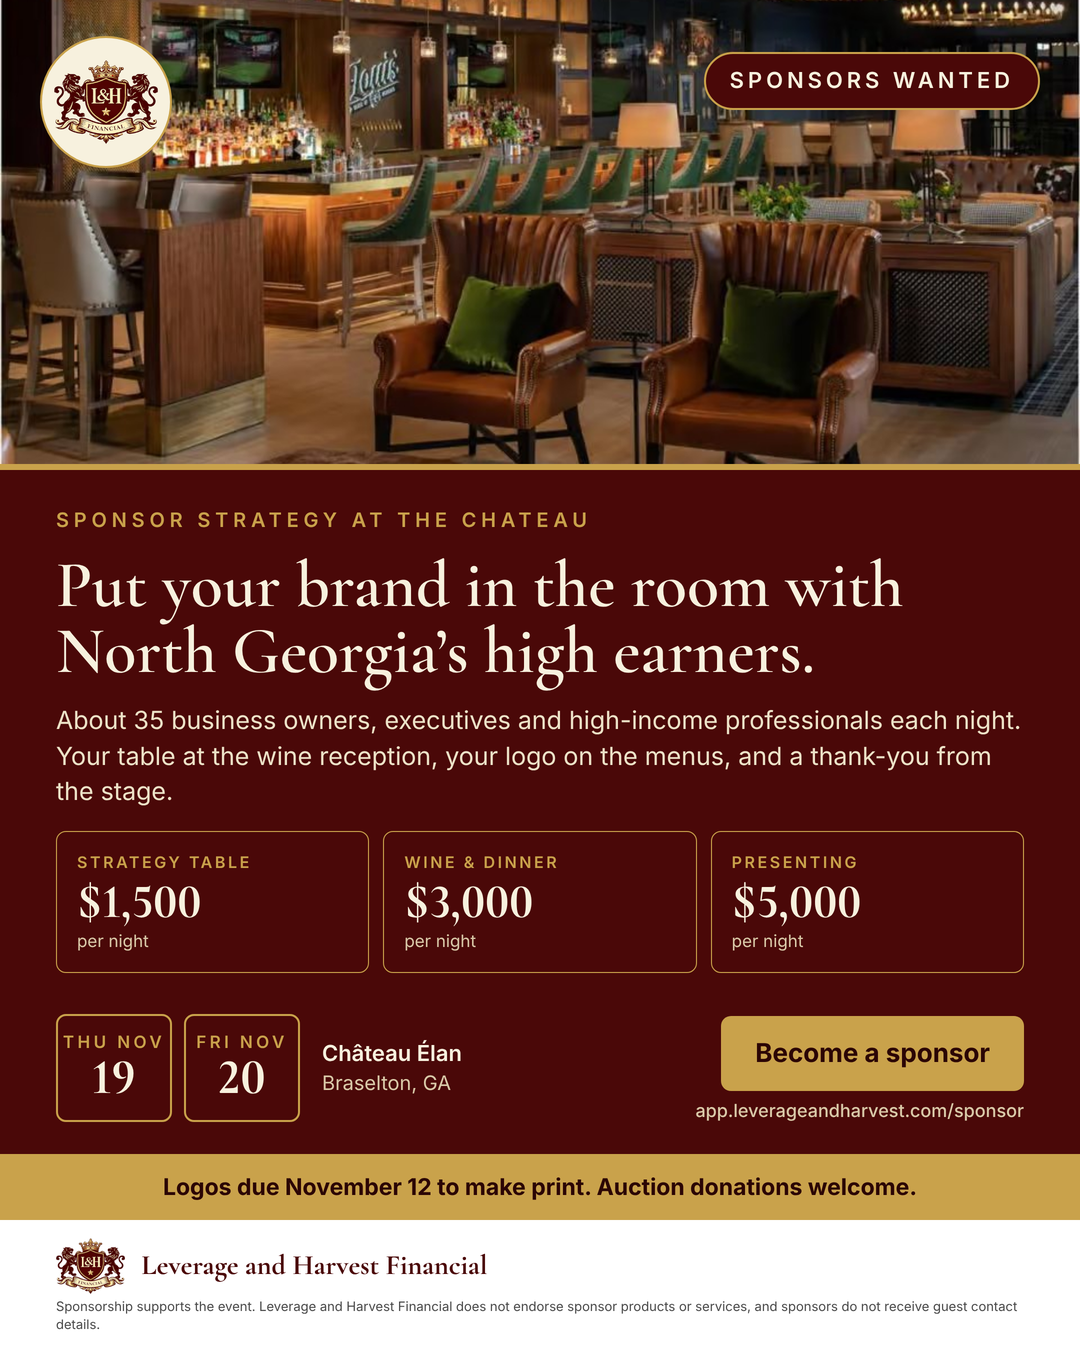 L&H
FINANCIAL
SPONSORS WANTED
SPONSOR STRATEGY AT THE CHATEAU
Put your brand in the room with
North Georgia’s high earners.
About 35 business owners, executives and high-income professionals each night.
Your table at the wine reception, your logo on the menus, and a thank-you from
the stage.
STRATEGY TABLE
$1,500
per night
WINE & DINNER
$3,000
per night
PRESENTING
$5,000
per night
THU NOV
19
FRI NOV
20
Château Élan
Braselton, GA
Become a sponsor
app.leverageandharvest.com/sponsor
Logos due November 12 to make print. Auction donations welcome.
L&H
FINANCIAL
Leverage and Harvest Financial
Sponsorship supports the event. Leverage and Harvest Financial does not endorse sponsor products or services, and sponsors do not receive guest contact
details.